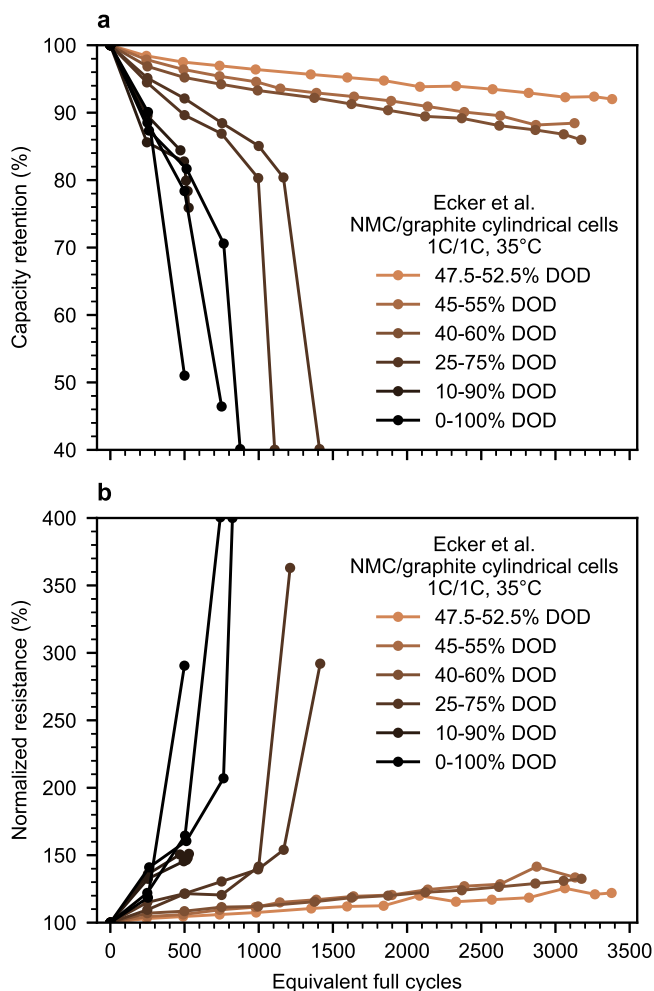 a
100
90
80
70
60
50
40
Capacity retention (%)
Ecker et al.
NMC/graphite cylindrical cells
1C/1C, 35°C
47.5-52.5% DOD
45-55% DOD
40-60% DOD
25-75% DOD
10-90% DOD
0-100% DOD
b
400
350
300
250
200
150
100
Normalized resistance (%)
Ecker et al.
NMC/graphite cylindrical cells
1C/1C, 35°C
47.5-52.5% DOD
45-55% DOD
40-60% DOD
25-75% DOD
10-90% DOD
0-100% DOD
0 500 1000 1500 2000 2500 3000 3500
Equivalent full cycles